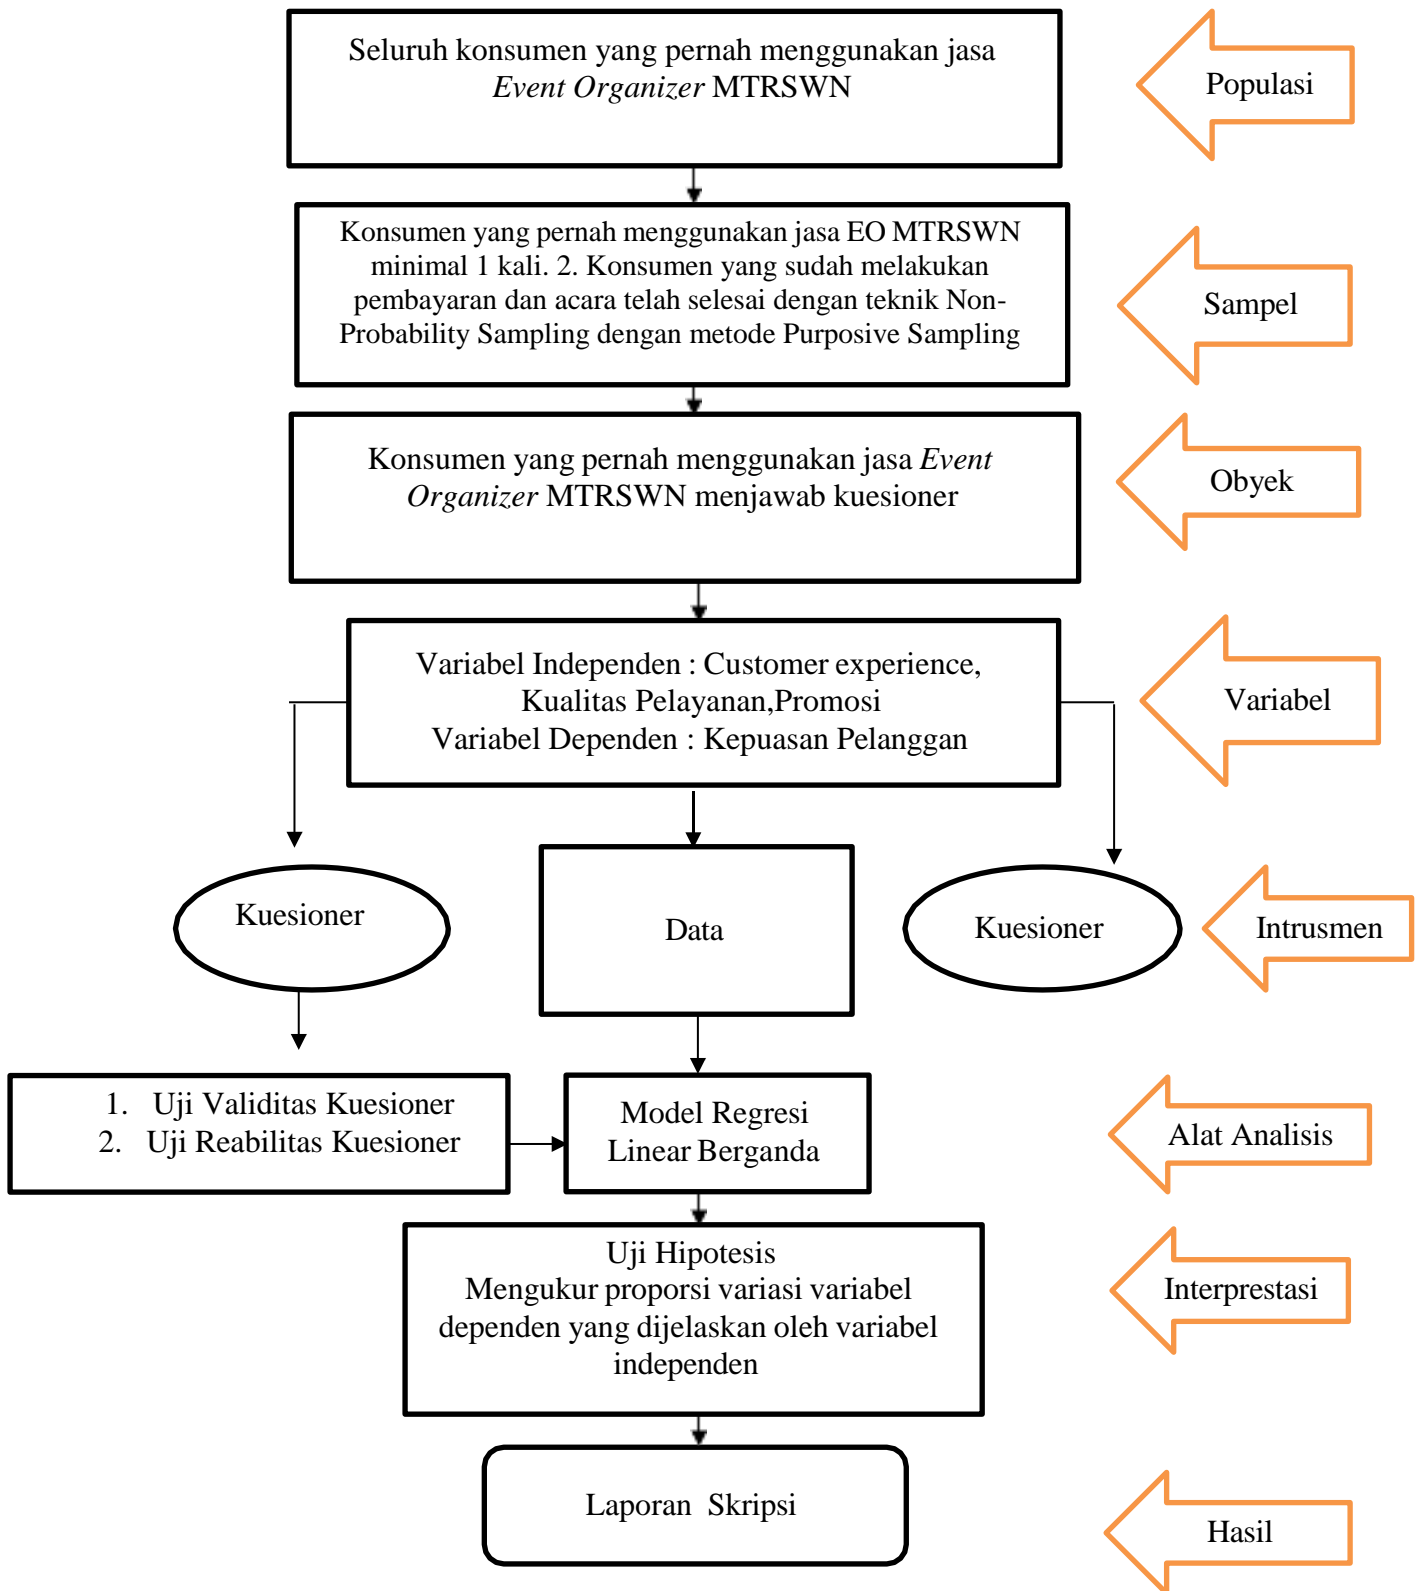 Seluruh konsumen yang pernah menggunakan jasa
Event Organizer MTRSWN
Populasi
Konsumen yang pernah menggunakan jasa EO MTRSWN
minimal 1 kali. 2. Konsumen yang sudah melakukan
pembayaran dan acara telah selesai dengan teknik Non-
Probability Sampling dengan metode Purposive Sampling
Sampel
Konsumen yang pernah menggunakan jasa Event
Organizer MTRSWN menjawab kuesioner
Obyek
Variabel Independen : Customer experience,
Kualitas Pelayanan,Promosi
Variabel Dependen : Kepuasan Pelanggan
Variabel
Kuesioner
Data
Kuesioner
Intrusmen
1. Uji Validitas Kuesioner
2. Uji Reabilitas Kuesioner
Model Regresi
Linear Berganda
Alat Analisis
Uji Hipotesis
Mengukur proporsi variasi variabel
dependen yang dijelaskan oleh variabel
independen
Interprestasi
Laporan Skripsi
Hasil